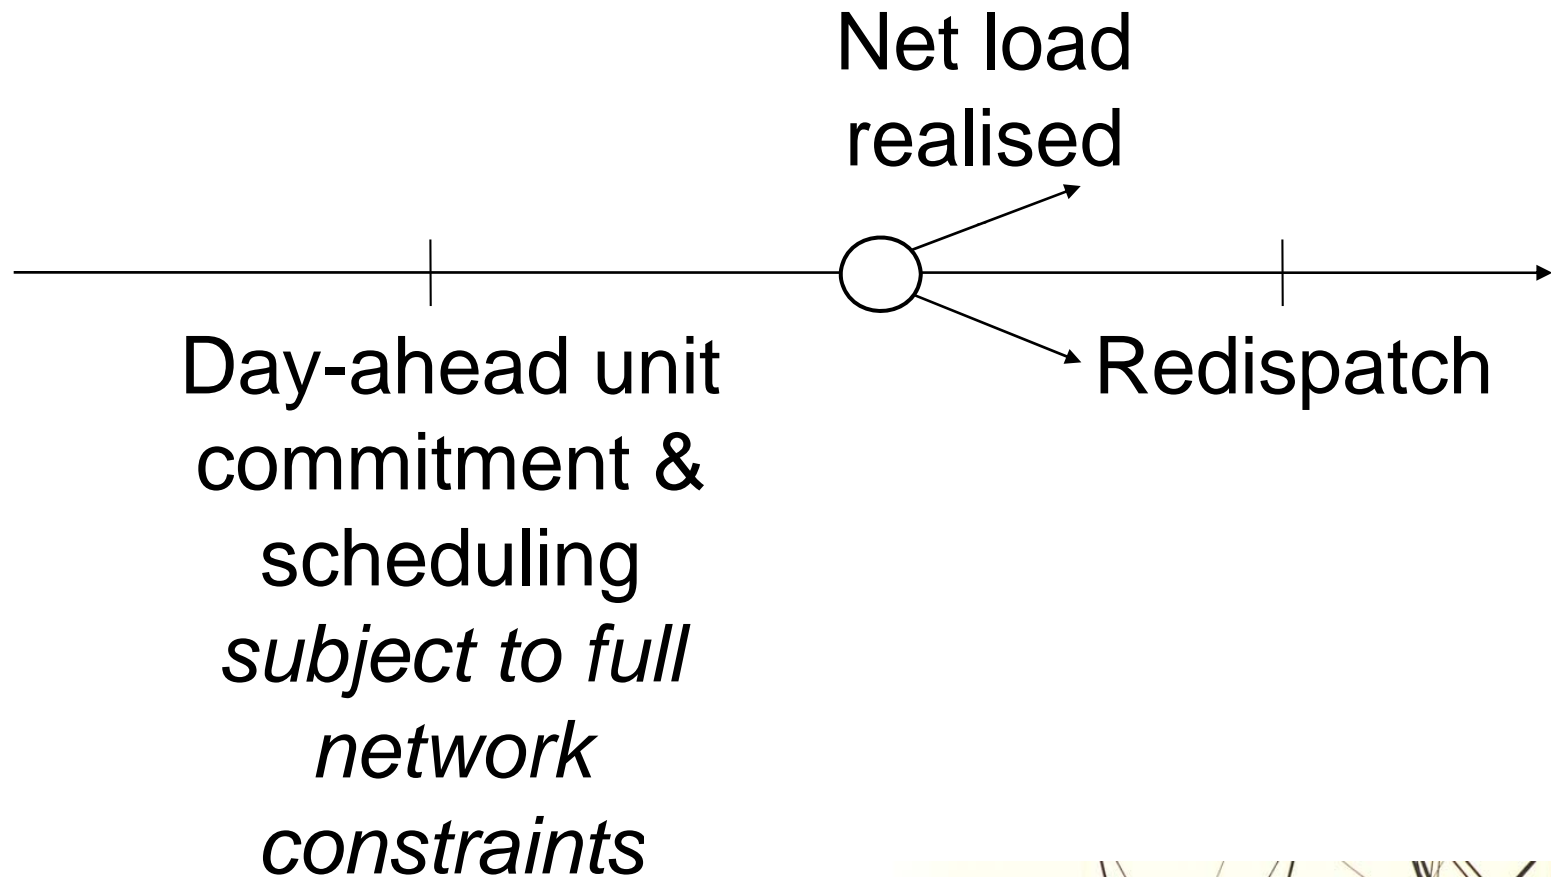 Net load
realised
Day-ahead unit
commitment &
scheduling
subject to full
network
constraints
Redispatch